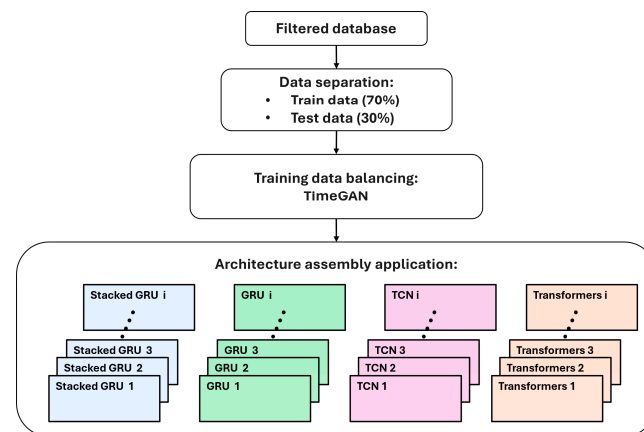 Filtered database
Data separation:
• Train data (70%)
• Test data (30%)
Training data balancing:
TimeGAN
Architecture assembly application:
Stacked GRU i
Stacked GRU 3
Stacked GRU 2
Stacked GRU 1
GRU i
GRU 3
GRU 2
GRU 1
TCN i
TCN 3
TCN 2
TCN 1
Transformers i
Transformers 3
Transformers 2
Transformers 1